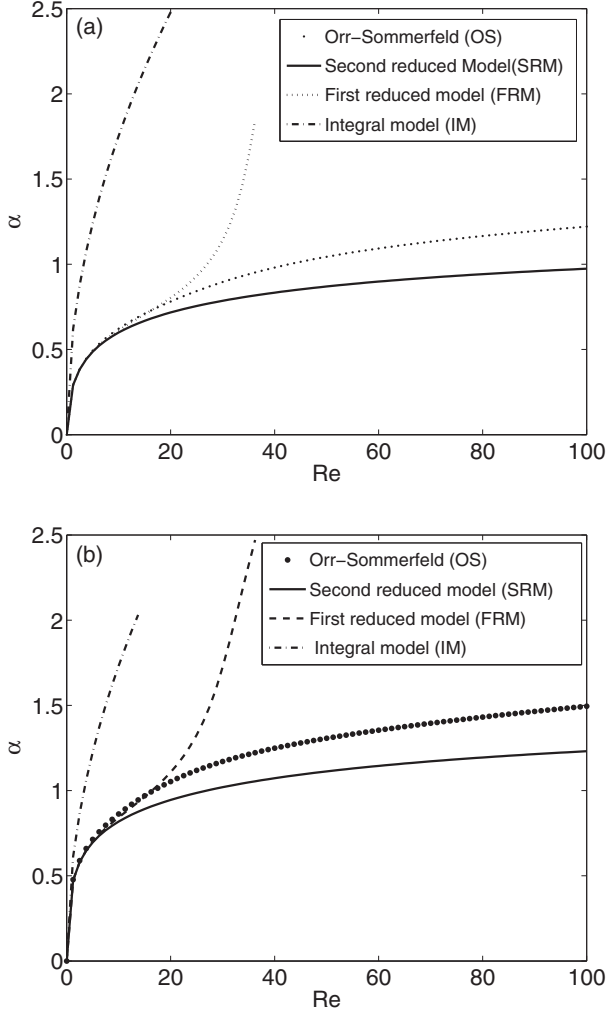 (a)
Orr−Sommerfeld (OS)
Second reduced Model(SRM)
First reduced model (FRM)
Integral model (IM)
2.5
2
1.5
1
0.5
0
α
0 20 40 60 80 100
Re
(b)
Orr−Sommerfeld (OS)
Second reduced model (SRM)
First reduced model (FRM)
Integral model (IM)
2.5
2
1.5
1
0.5
0
α
0 20 40 60 80 100
Re